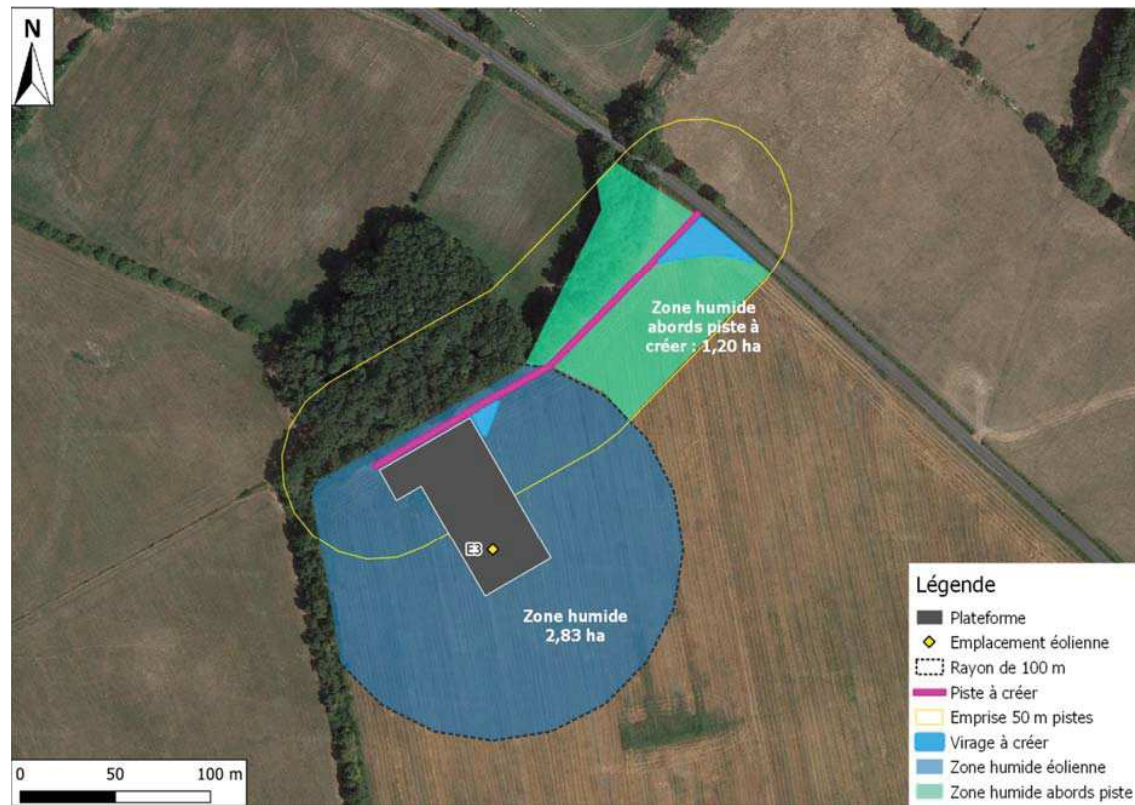 N
Zone humide
abords piste à
créer : 1,20 ha
E3
Zone humide
2,83 ha
0 50 100 m
Légende
Plateforme
Emplacement éolienne
Rayon de 100 m
Piste à créer
Emprise 50 m pistes
Virage à créer
Zone humide éolienne
Zone humide abords piste